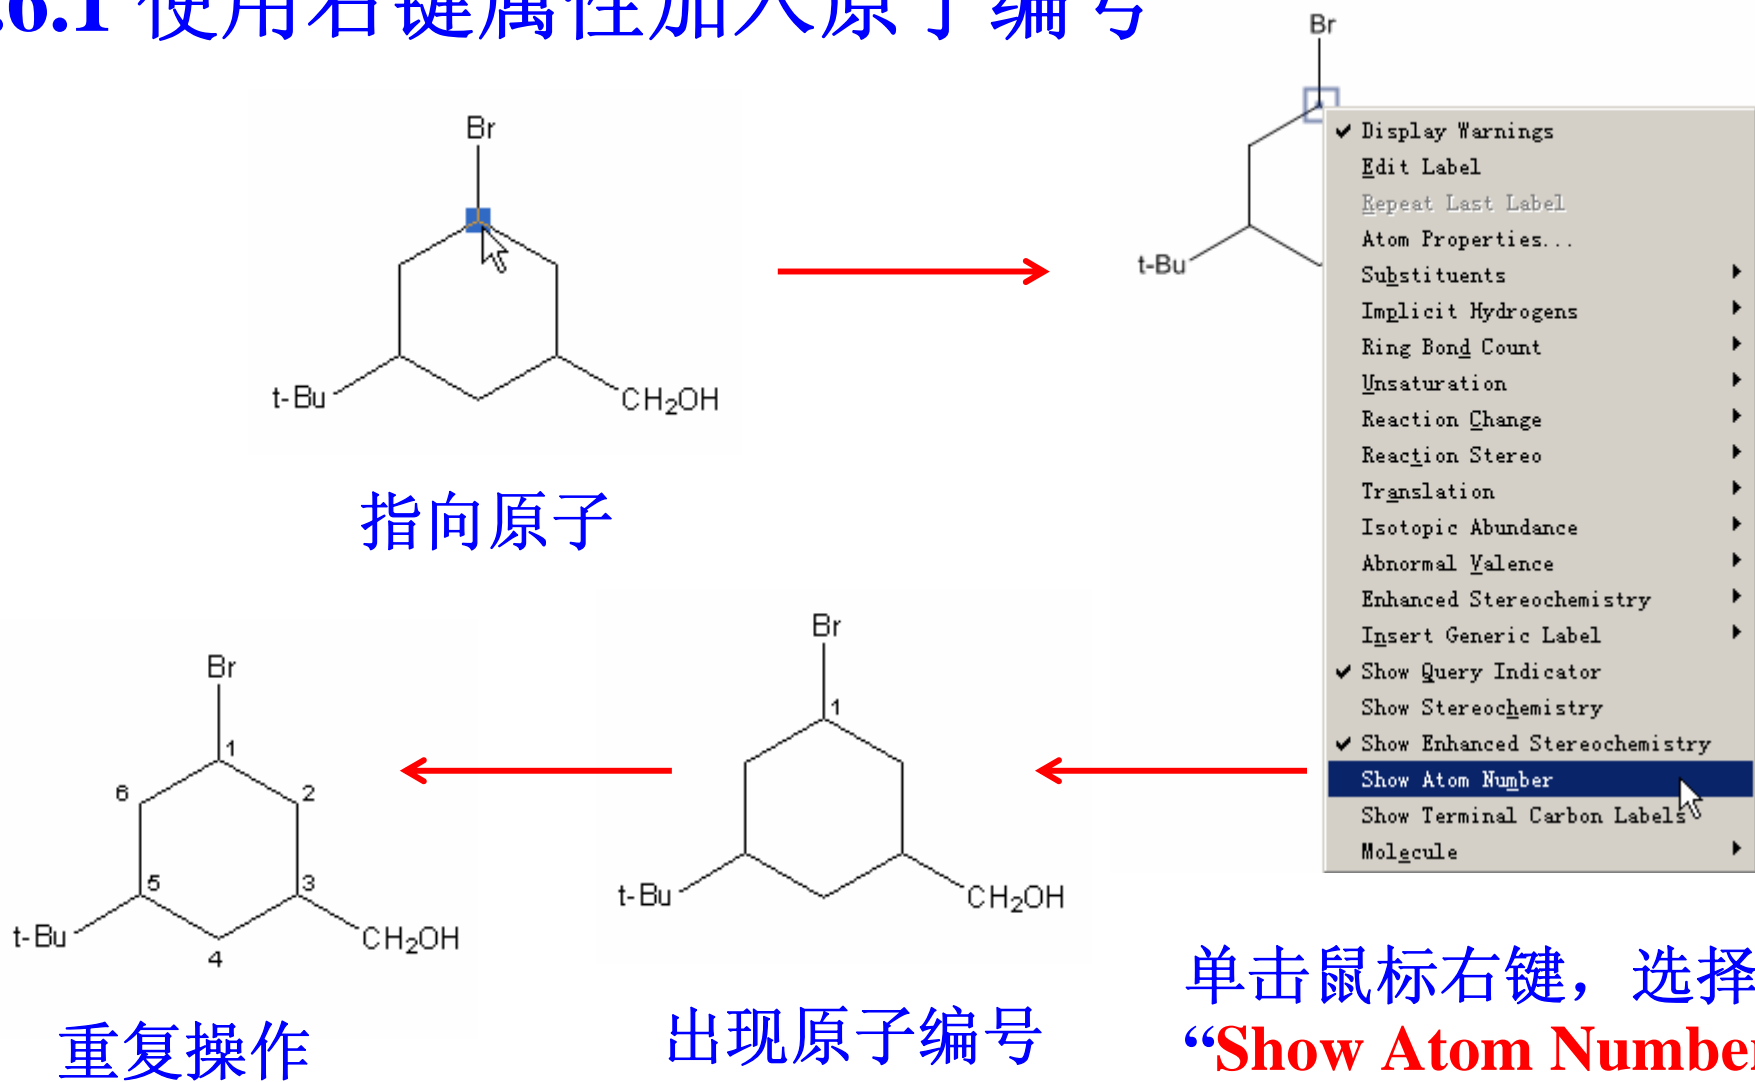 .6.1 使用右键属性加入原子编号
Br
t-Bu
CH₂OH
指向原子
Br
t-Bu
Display Warnings
Edit Label
Repeat Last Label
Atom Properties...
Substituents
Implicit Hydrogens
Ring Bond Count
Unsaturation
Reaction Change
Reaction Stereo
Translation
Isotopic Abundance
Abnormal Valence
Enhanced Stereochemistry
Insert Generic Label
Show Query Indicator
Show Stereochemistry
Show Enhanced Stereochemistry
Show Atom Number
Show Terminal Carbon Labels
Molecule
单击鼠标右键，选择
“Show Atom Number
Br
1
t-Bu
CH₂OH
出现原子编号
Br
1
6
2
5
3
t-Bu
4
CH₂OH
重复操作